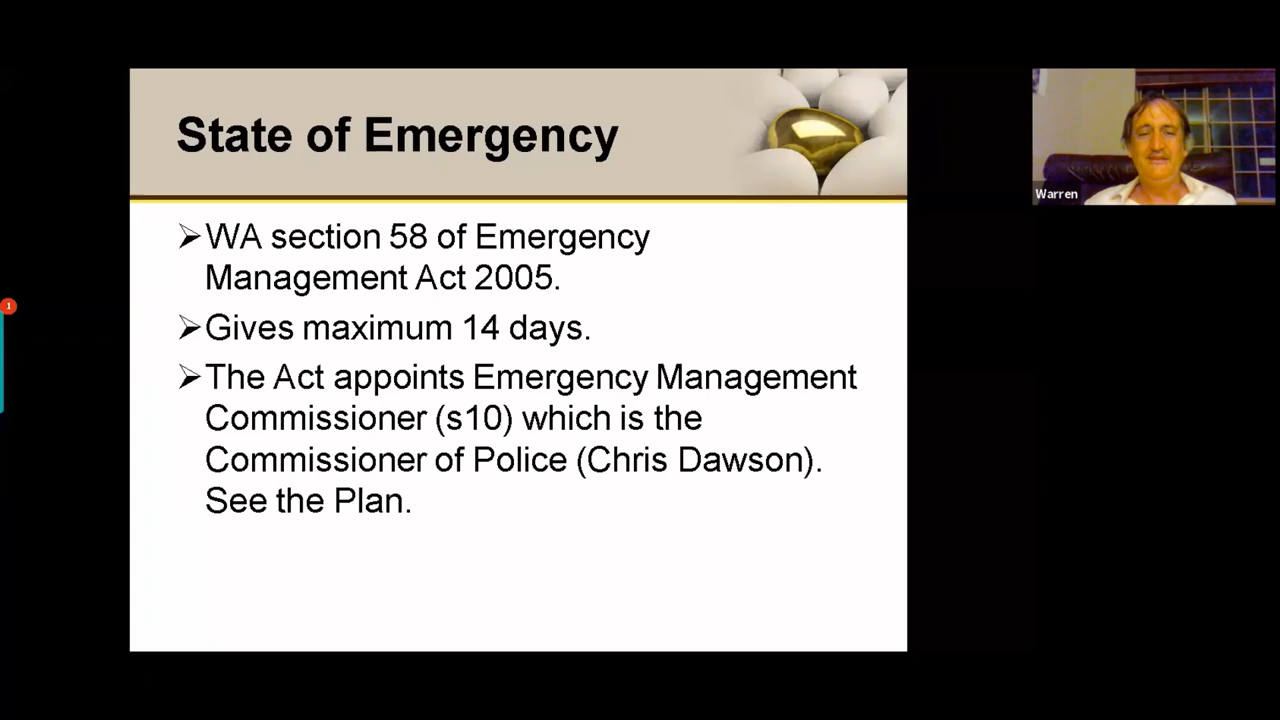 State of Emergency
➢WA section 58 of Emergency
Management Act 2005.
➢Gives maximum 14 days.
➢The Act appoints Emergency Management
Commissioner (s10) which is the
Commissioner of Police (Chris Dawson).
See the Plan.
Warren
1